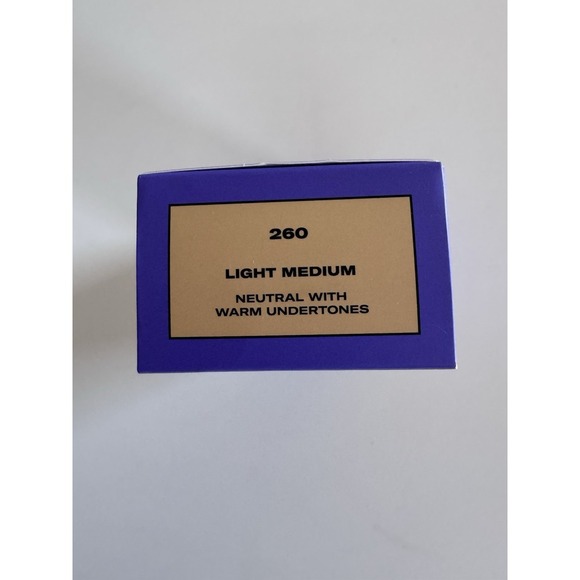 260
LIGHT MEDIUM
NEUTRAL WITH
WARM UNDERTONES